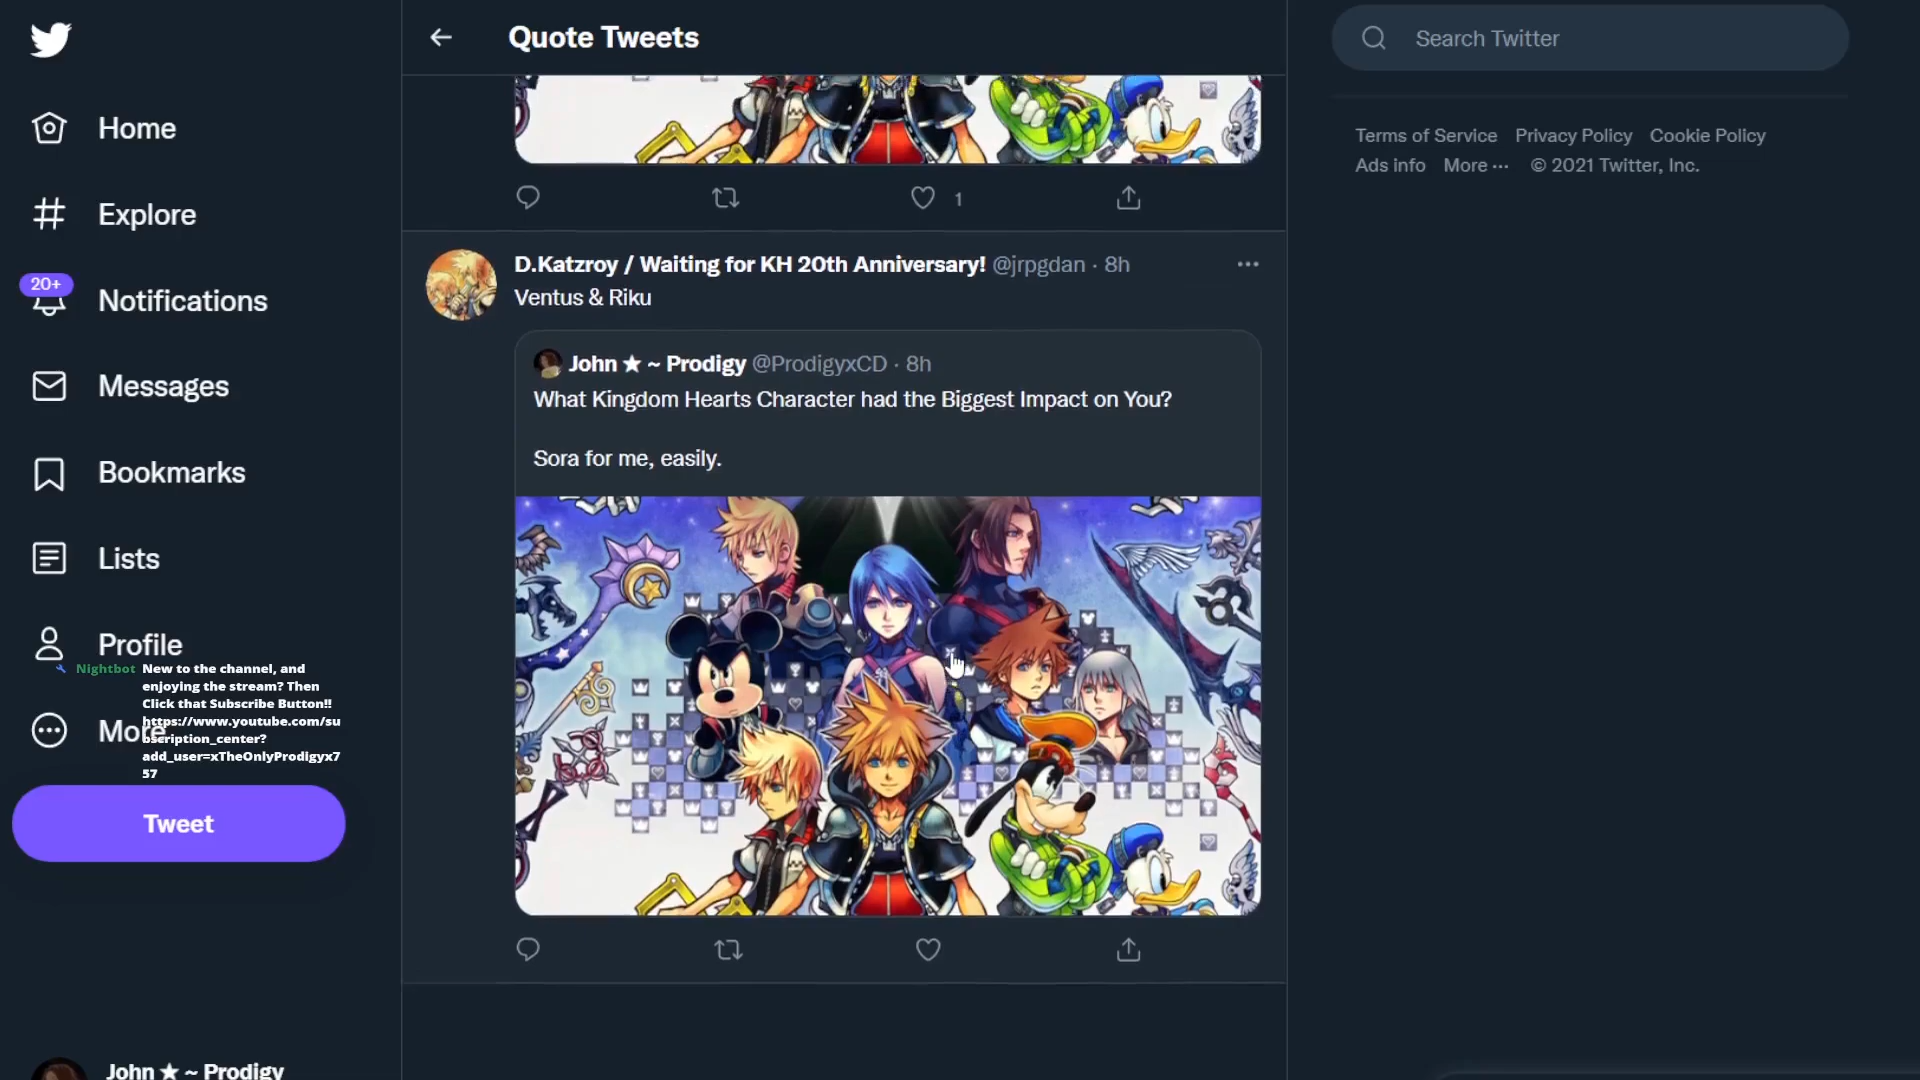 Quote Tweets
Search Twitter
Home
Explore
20+
Notifications
Messages
Bookmarks
Lists
Profile
More
Nightbot New to the channel, and
enjoying the stream? Then
Click that Subscribe Button!!
https://www.youtube.com/su
bscription_center?
add_user=xTheOnlyProdigyx7
57
Tweet
John ★ ~ Prodigy
1
D.Katzroy / Waiting for KH 20th Anniversary! @jrpgdan · 8h
Ventus & Riku
John ★ ~ Prodigy @ProdigyxCD · 8h
What Kingdom Hearts Character had the Biggest Impact on You?
Sora for me, easily.
Terms of Service Privacy Policy Cookie Policy
Ads info More ··· © 2021 Twitter, Inc.